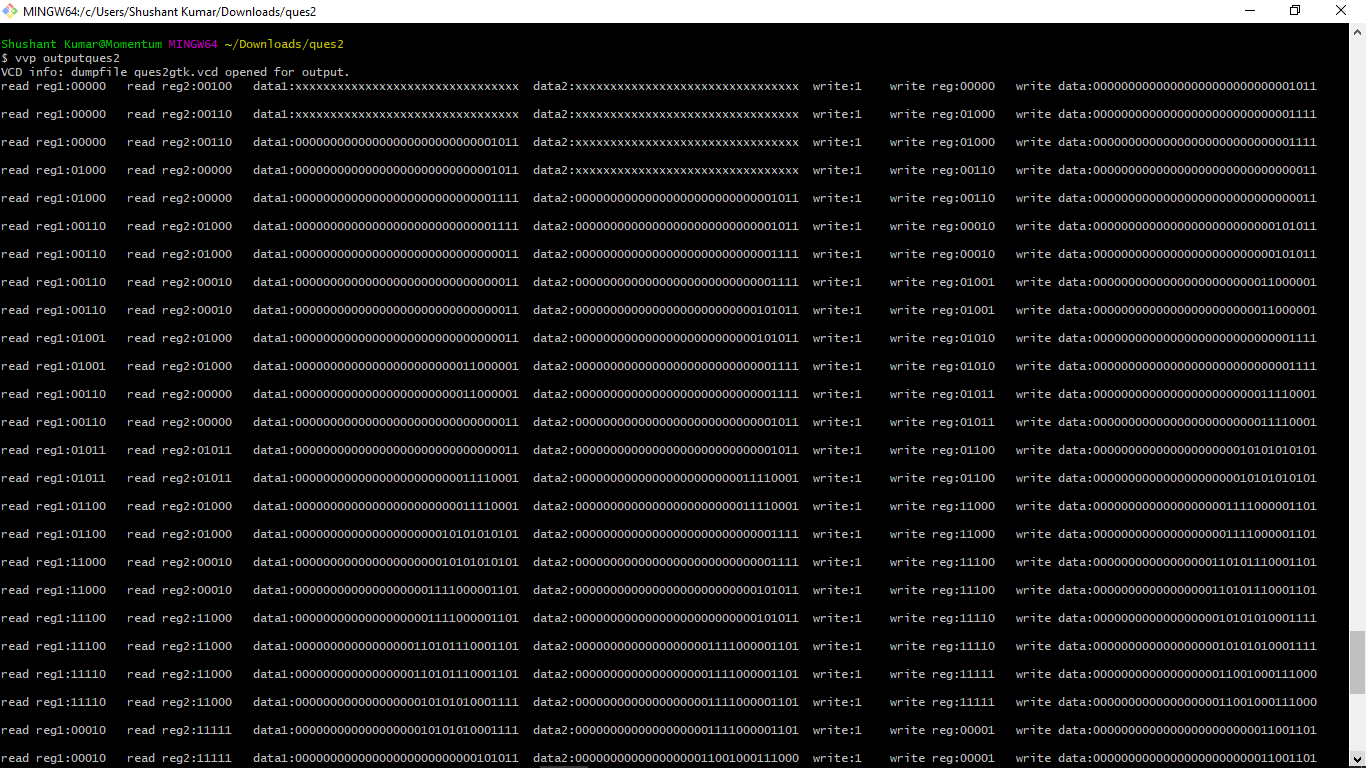 MINGW64:/c/Users/Shushant Kumar/Downloads/ques2
Shushant Kumar@Momentum MINGW64 ~/Downloads/ques2
$ vvp outputques2
VCD info: dumpfile ques2gtk.vcd opened for output.
read reg1:00000   read reg2:00100   data1:xxxxxxxxxxxxxxxxxxxxxxxxxxxxxxxx  data2:xxxxxxxxxxxxxxxxxxxxxxxxxxxxxxxx  write:1    write reg:00000   write data:00000000000000000000000000001011
read reg1:00000   read reg2:00110   data1:xxxxxxxxxxxxxxxxxxxxxxxxxxxxxxxx  data2:xxxxxxxxxxxxxxxxxxxxxxxxxxxxxxxx  write:1    write reg:01000   write data:00000000000000000000000000001111
read reg1:00000   read reg2:00110   data1:00000000000000000000000000001011  data2:xxxxxxxxxxxxxxxxxxxxxxxxxxxxxxxx  write:1    write reg:01000   write data:00000000000000000000000000001111
read reg1:01000   read reg2:00000   data1:00000000000000000000000000001011  data2:xxxxxxxxxxxxxxxxxxxxxxxxxxxxxxxx  write:1    write reg:00110   write data:00000000000000000000000000000011
read reg1:01000   read reg2:00000   data1:00000000000000000000000000001111  data2:00000000000000000000000000001011  write:1    write reg:00110   write data:00000000000000000000000000000011
read reg1:00110   read reg2:01000   data1:00000000000000000000000000001111  data2:00000000000000000000000000001011  write:1    write reg:00010   write data:00000000000000000000000000101011
read reg1:00110   read reg2:01000   data1:00000000000000000000000000000011  data2:00000000000000000000000000001111  write:1    write reg:00010   write data:00000000000000000000000000101011
read reg1:00110   read reg2:00010   data1:00000000000000000000000000000011  data2:00000000000000000000000000001111  write:1    write reg:01001   write data:00000000000000000000000011000001
read reg1:00110   read reg2:00010   data1:00000000000000000000000000000011  data2:00000000000000000000000000101011  write:1    write reg:01001   write data:00000000000000000000000011000001
read reg1:01001   read reg2:01000   data1:00000000000000000000000000000011  data2:00000000000000000000000000101011  write:1    write reg:01010   write data:00000000000000000000000000001111
read reg1:01001   read reg2:01000   data1:00000000000000000000000011000001  data2:00000000000000000000000000001111  write:1    write reg:01010   write data:00000000000000000000000000001111
read reg1:00110   read reg2:00000   data1:00000000000000000000000011000001  data2:00000000000000000000000000001111  write:1    write reg:01011   write data:00000000000000000000000011110001
read reg1:00110   read reg2:00000   data1:00000000000000000000000000000011  data2:00000000000000000000000000001011  write:1    write reg:01011   write data:00000000000000000000000011110001
read reg1:01011   read reg2:01011   data1:00000000000000000000000000000011  data2:00000000000000000000000000001011  write:1    write reg:01100   write data:00000000000000000000010101010101
read reg1:01011   read reg2:01011   data1:00000000000000000000000011110001  data2:00000000000000000000000011110001  write:1    write reg:01100   write data:00000000000000000000010101010101
read reg1:01100   read reg2:01000   data1:00000000000000000000000011110001  data2:00000000000000000000000011110001  write:1    write reg:11000   write data:00000000000000000001111000001101
read reg1:01100   read reg2:01000   data1:00000000000000000000010101010101  data2:00000000000000000000000000001111  write:1    write reg:11000   write data:00000000000000000001111000001101
read reg1:11000   read reg2:00010   data1:00000000000000000000010101010101  data2:00000000000000000000000000001111  write:1    write reg:11100   write data:00000000000000000110101110001101
read reg1:11000   read reg2:00010   data1:00000000000000000001111000001101  data2:00000000000000000000000000101011  write:1    write reg:11100   write data:00000000000000000110101110001101
read reg1:11100   read reg2:11000   data1:00000000000000000001111000001101  data2:00000000000000000000000000101011  write:1    write reg:11110   write data:00000000000000000010101010001111
read reg1:11100   read reg2:11000   data1:00000000000000000110101110001101  data2:00000000000000000001111000001101  write:1    write reg:11110   write data:00000000000000000010101010001111
read reg1:11110   read reg2:11000   data1:00000000000000000110101110001101  data2:00000000000000000001111000001101  write:1    write reg:11111   write data:00000000000000000011001000111000
read reg1:11110   read reg2:11000   data1:00000000000000000010101010001111  data2:00000000000000000001111000001101  write:1    write reg:11111   write data:00000000000000000011001000111000
read reg1:00010   read reg2:11111   data1:00000000000000000010101010001111  data2:00000000000000000001111000001101  write:1    write reg:00001   write data:00000000000000000000000011001101
read reg1:00010   read reg2:11111   data1:00000000000000000000000000101011  data2:00000000000000000011001000111000  write:1    write reg:00001   write data:00000000000000000000000011001101